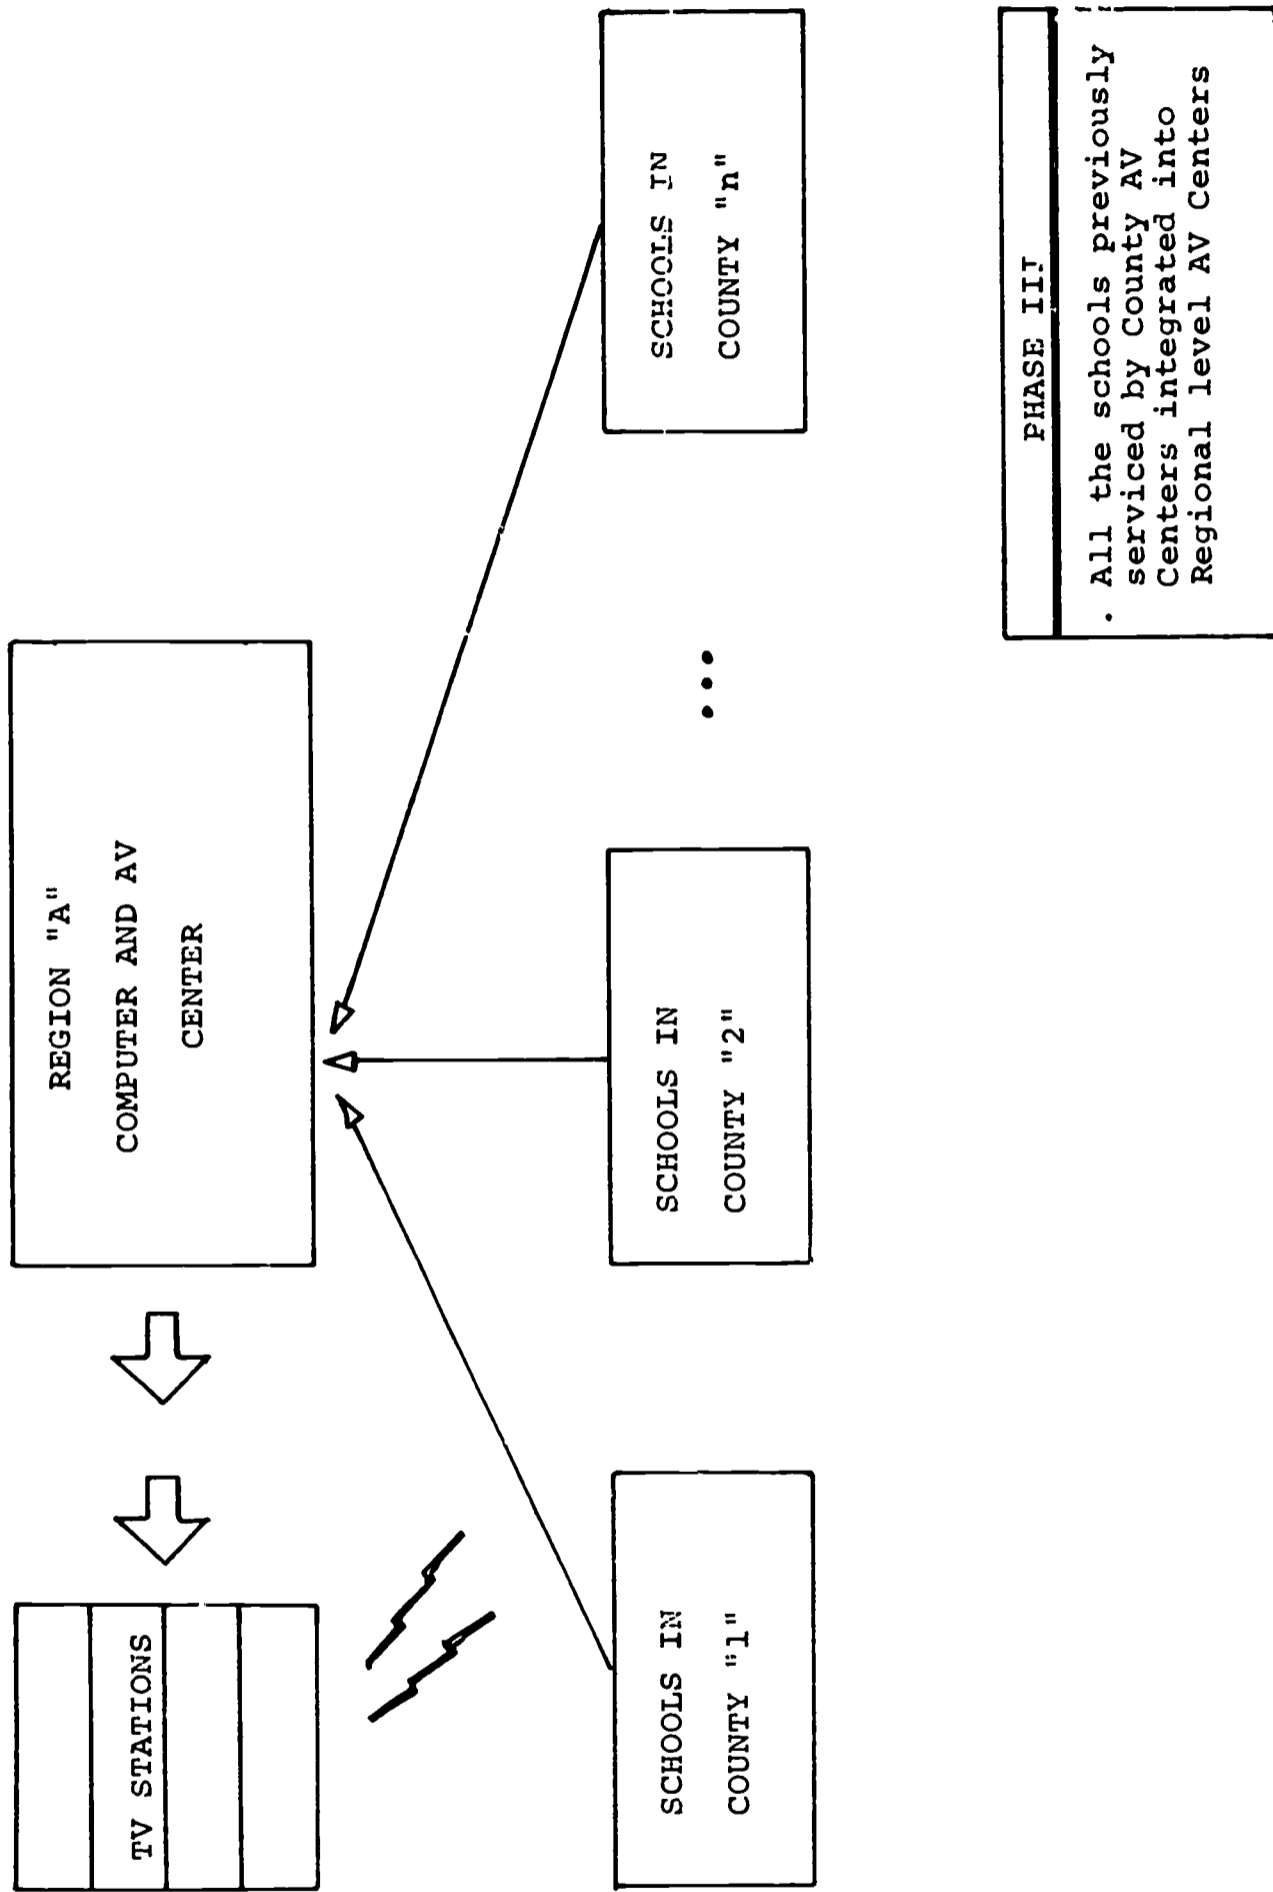 REGION "A"
COMPUTER AND AV
CENTER
TV STATIONS
SCHOOLS IN
COUNTY "1"
SCHOOLS IN
COUNTY "2"
...
SCHOOLS IN
COUNTY "n"
PHASE III
. All the schools previously
serviced by County AV
Centers integrated into
Regional level AV Centers